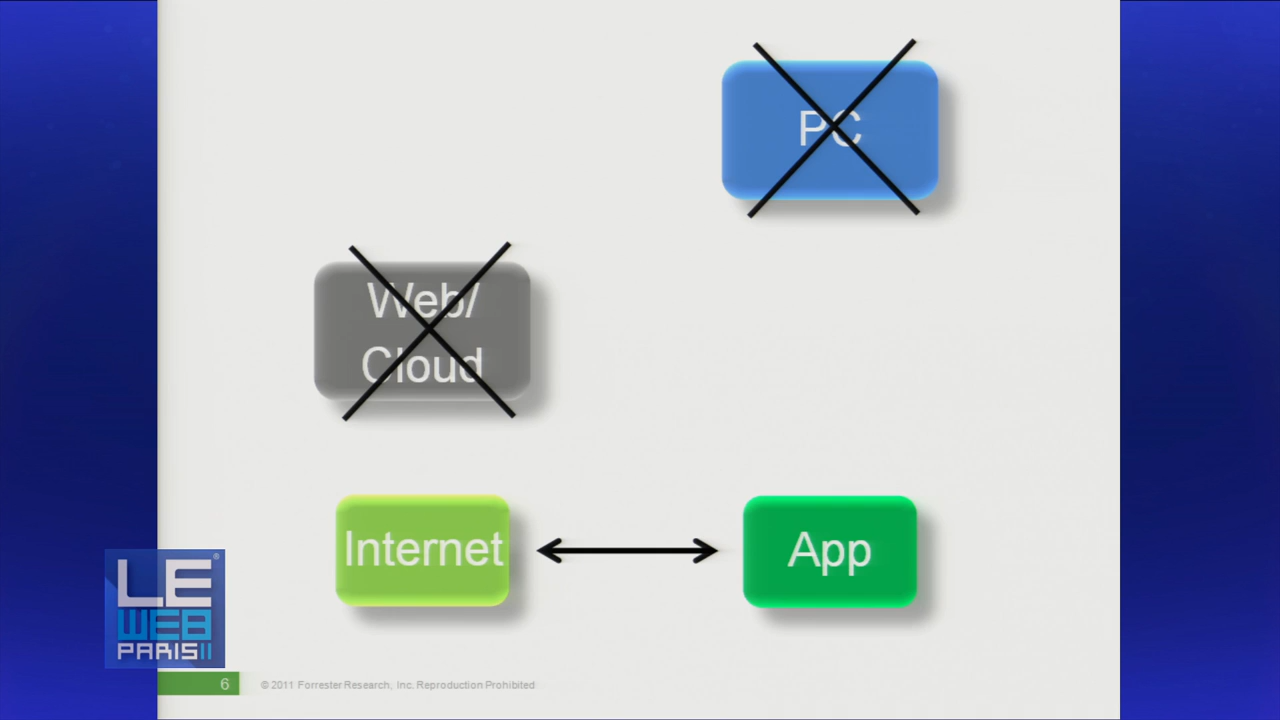 PC
Web/
Cloud
Internet
App
LE
WEB
PARIS11
6
© 2011 Forrester Research, Inc. Reproduction Prohibited